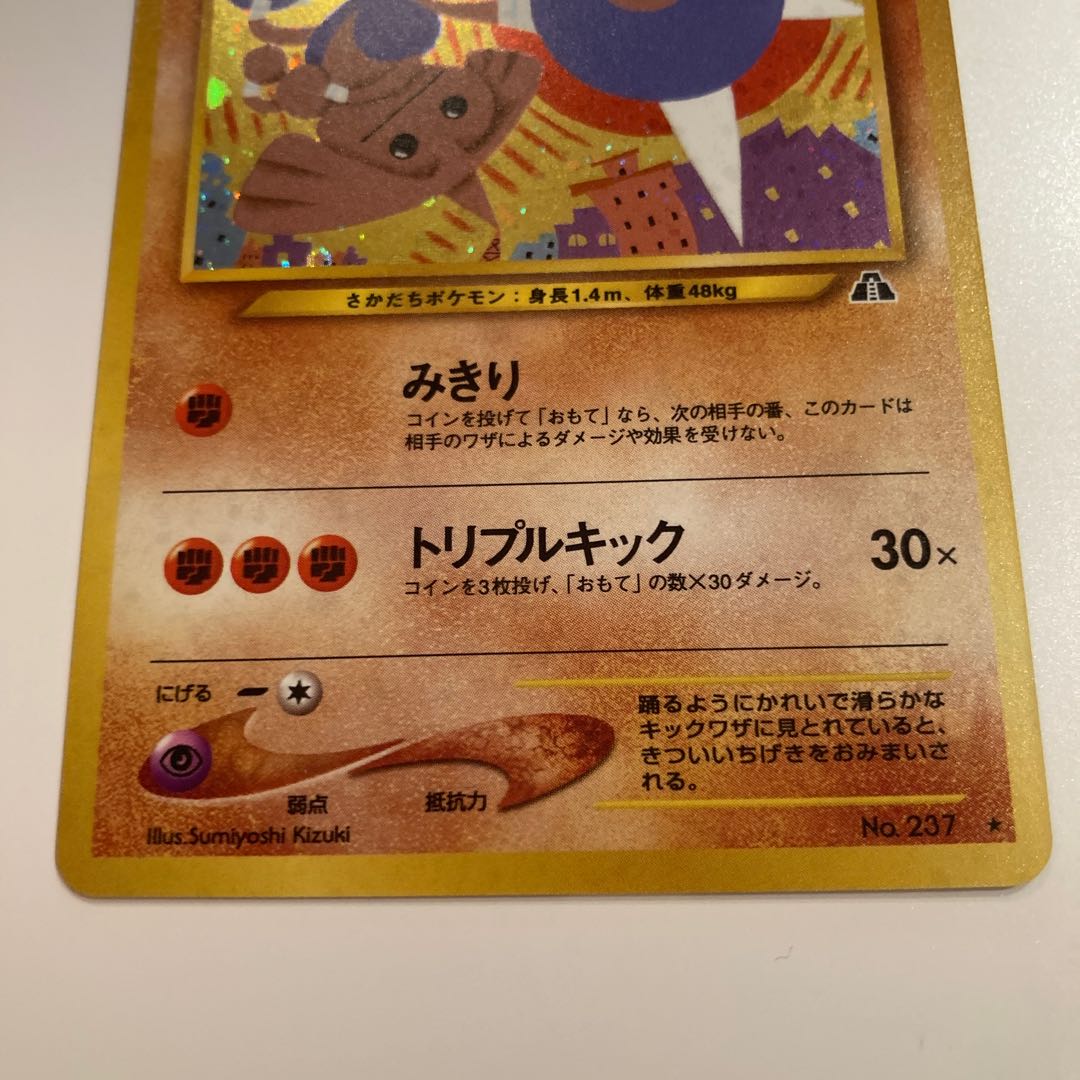 さかだちポケモン：身長1.4m、体重48kg
みきり
コインを投げて「おもて」なら、次の相手の番、このカードは
相手のワザによるダメージや効果を受けない。
トリプルキック
30×
コインを3枚投げ、「おもて」の数×30ダメージ。
にげる
弱点
抵抗力
踊るようにかれいで滑らかな
キックワザに見とれていると、
きついいちげきをおみまいさ
れる。
Illus.Sumiyoshi Kizuki
No. 237 ★